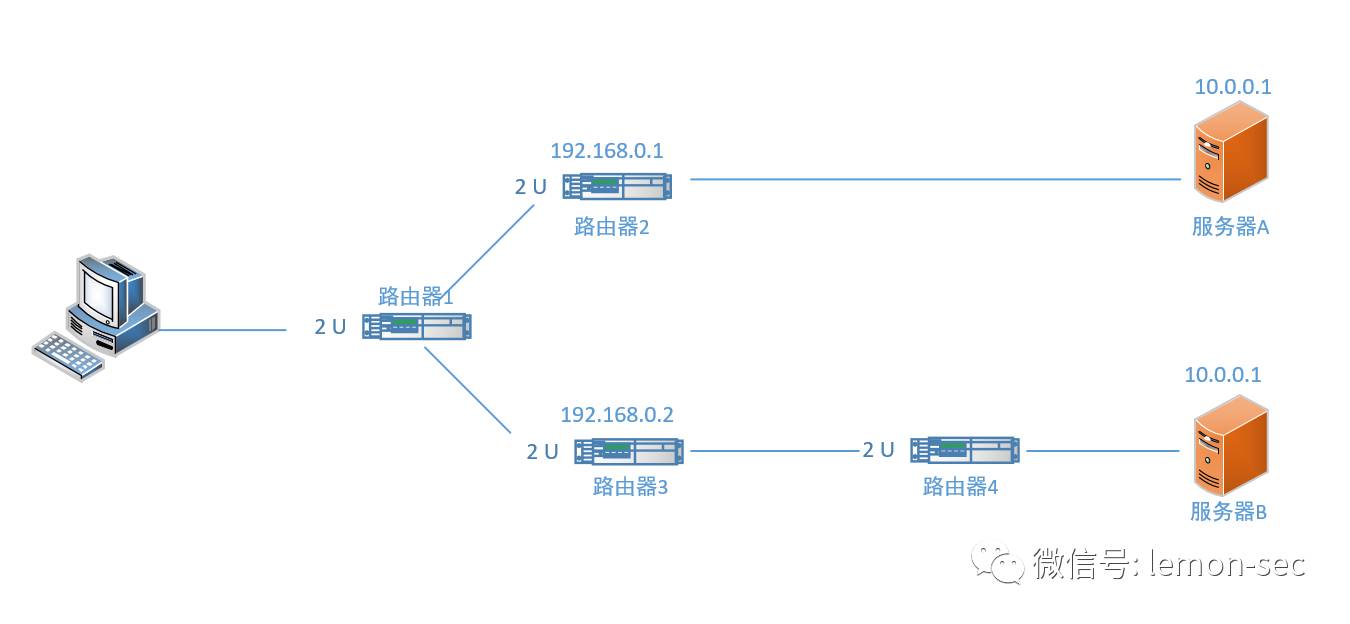 10.0.0.1
192.168.0.1
2 U
路由器2
服务器A
路由器1
2 U
10.0.0.1
192.168.0.2
2 U
2 U
路由器3
路由器4
服务器B
微信号: lemon-sec